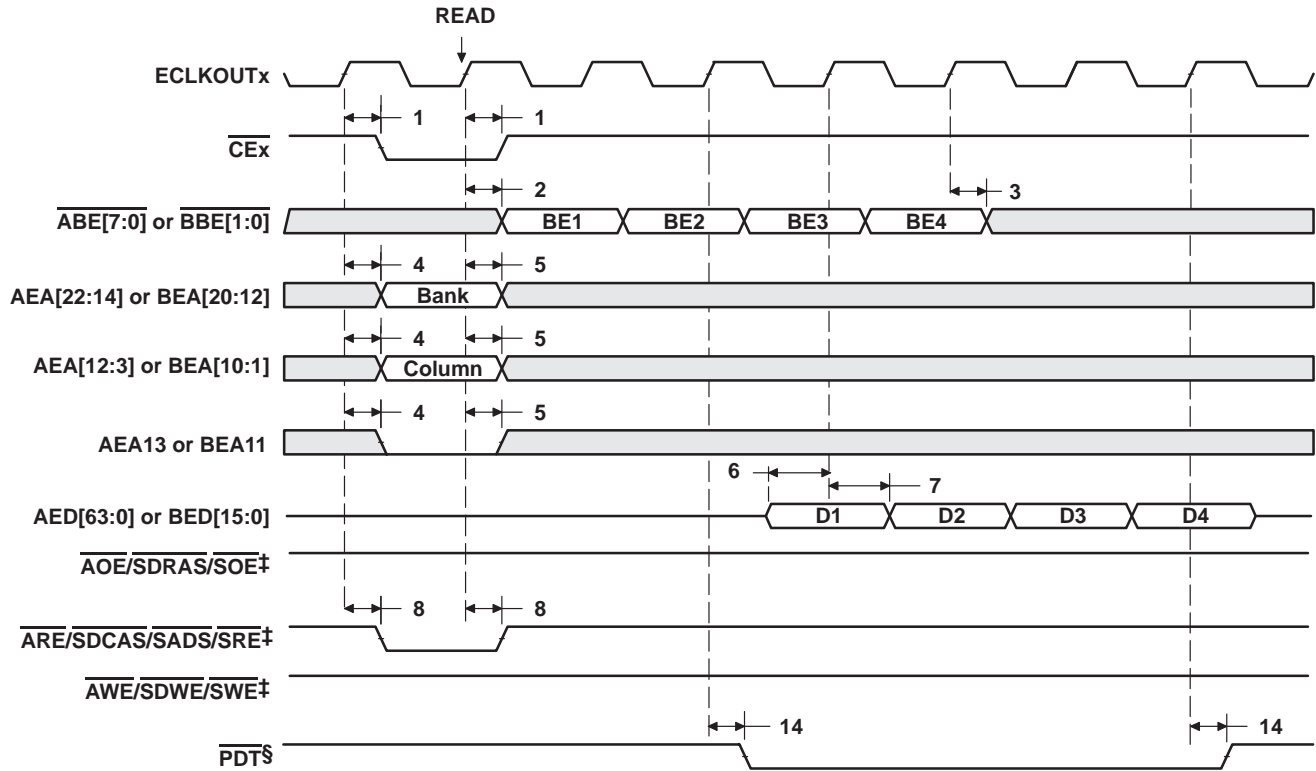 READ
ECLKOUTx
1 1
CEx
2 3
ABE[7:0] or BBE[1:0] BE1 BE2 BE3 BE4
4 5
AEA[22:14] or BEA[20:12] Bank
4 5
AEA[12:3] or BEA[10:1] Column
4 5
AEA13 or BEA11
6 7
AED[63:0] or BED[15:0] D1 D2 D3 D4
AOE/SDRAS/SOE‡
8 8
ARE/SDCAS/SADS/SRE‡
AWE/SDWE/SWE‡
14 14
PDT§